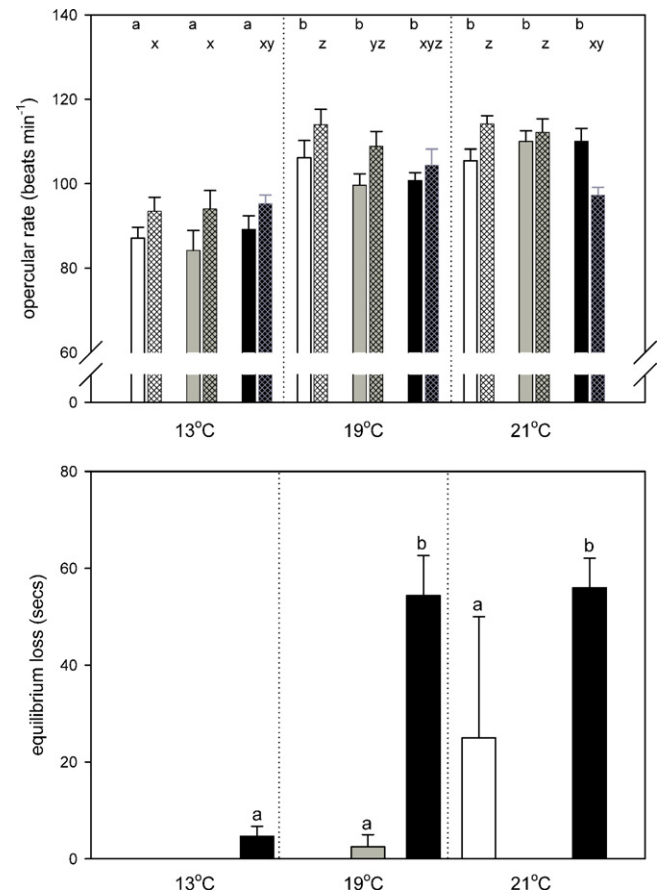 140
120
100
80
60
0
opercular rate (beats min⁻¹)
a a a b b b b b b
x x xy z yz xyz z z xy
13°C 19°C 21°C
80
60
40
20
0
equilibrium loss (secs)
a a b a b
13°C 19°C 21°C